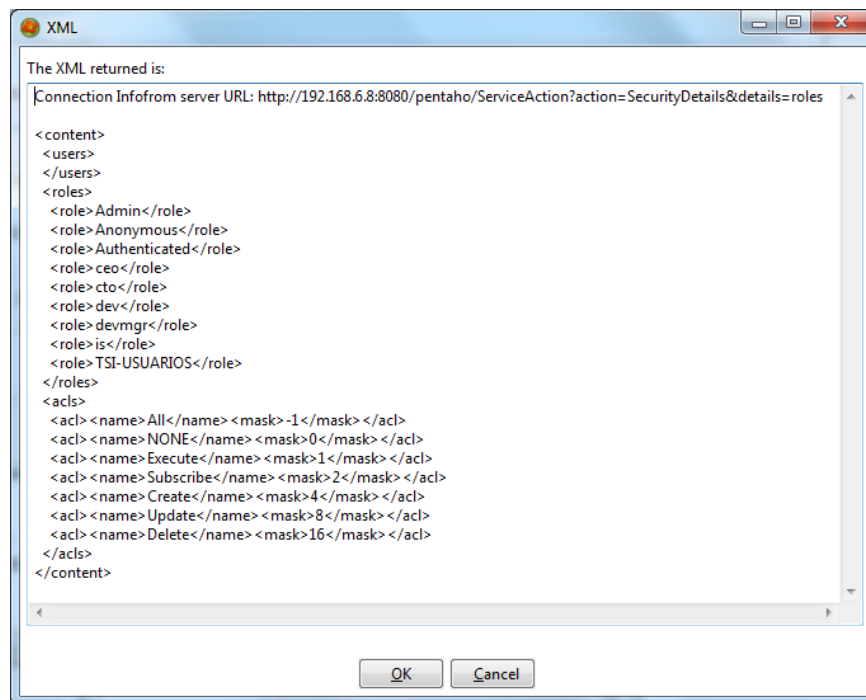 XML
The XML returned is:
Connection Infofrom server URL: http://192.168.6.8:8080/pentaho/ServiceAction?action=SecurityDetails&details=roles
<content>
<users>
</users>
<roles>
<role>Admin</role>
<role>Anonymous</role>
<role>Authenticated</role>
<role>ceo</role>
<role>cto</role>
<role>dev</role>
<role>devmgr</role>
<role>is</role>
<role>TSI-USUARIOS</role>
</roles>
<acls>
<acl><name>All</name><mask>-1</mask></acl>
<acl><name>NONE</name><mask>0</mask></acl>
<acl><name>Execute</name><mask>1</mask></acl>
<acl><name>Subscribe</name><mask>2</mask></acl>
<acl><name>Create</name><mask>4</mask></acl>
<acl><name>Update</name><mask>8</mask></acl>
<acl><name>Delete</name><mask>16</mask></acl>
</acls>
</content>
OK Cancel